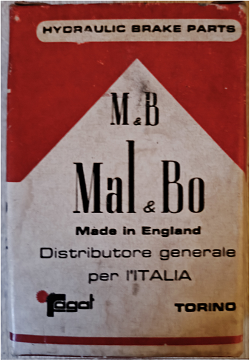 HYDRAULIC BRAKE PARTS
M & B
Mal & Bo
Made in England
Distributore generale
per l'ITALIA
fagot TORINO